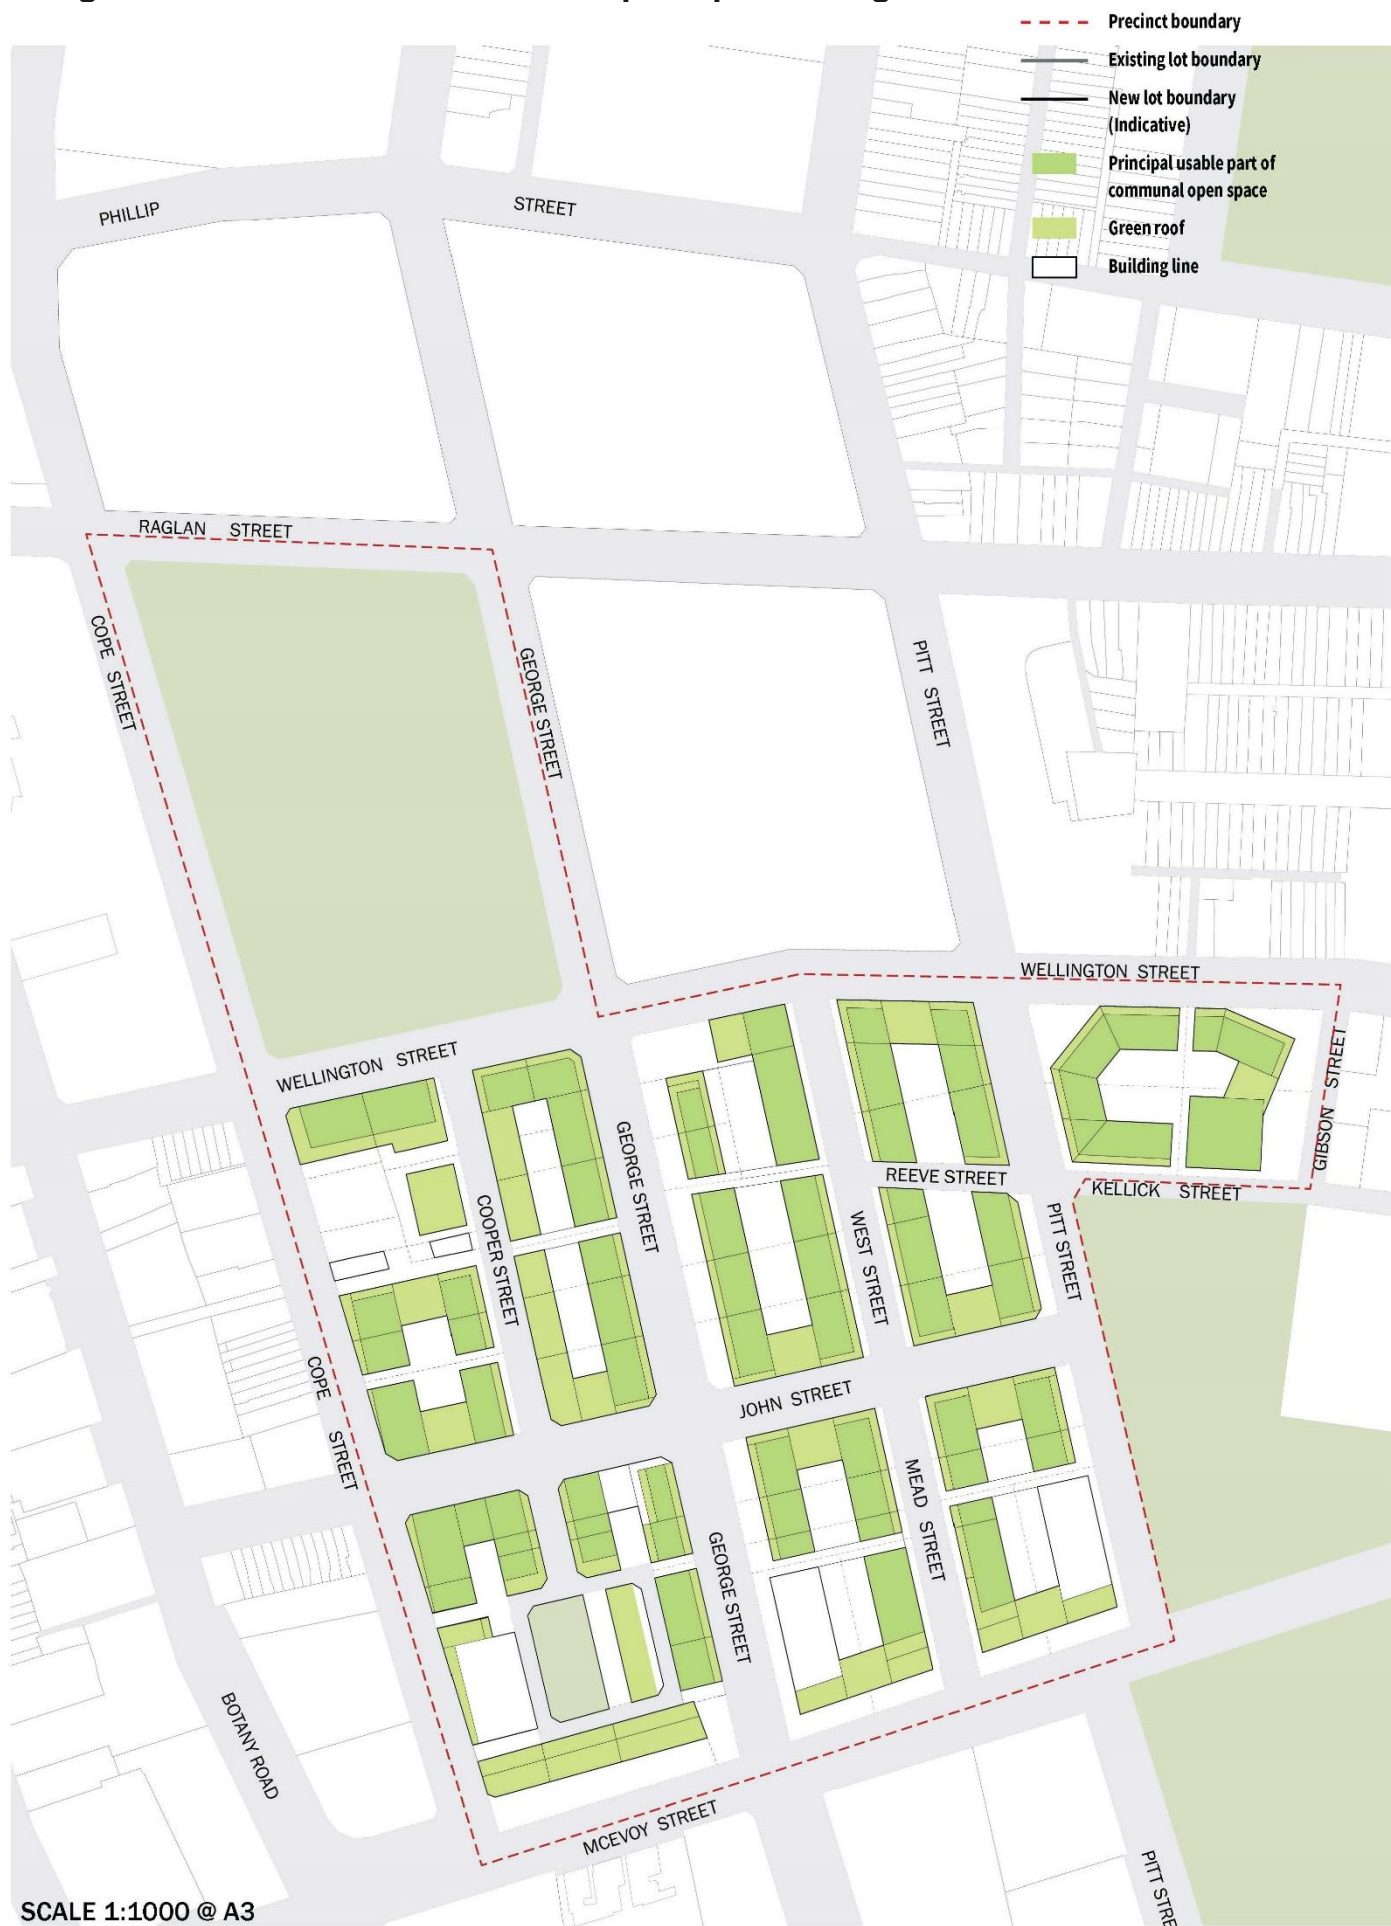 Precinct boundary
Existing lot boundary
New lot boundary
(Indicative)
Principal usable part of
communal open space
Green roof
Building line
PHILLIP STREET
RAGLAN STREET
COPE STREET
GEORGE STREET
PITT STREET
WELLINGTON STREET
WELLINGTON STREET
GIBSON STREET
GEORGE STREET
REEVE STREET
KELLICK STREET
COOPER STREET
WEST STREET
PITT STREET
COPE STREET
JOHN STREET
MEAD STREET
GEORGE STREET
BOTANY ROAD
MCEVOY STREET
PITT STRE
SCALE 1:1000 @ A3